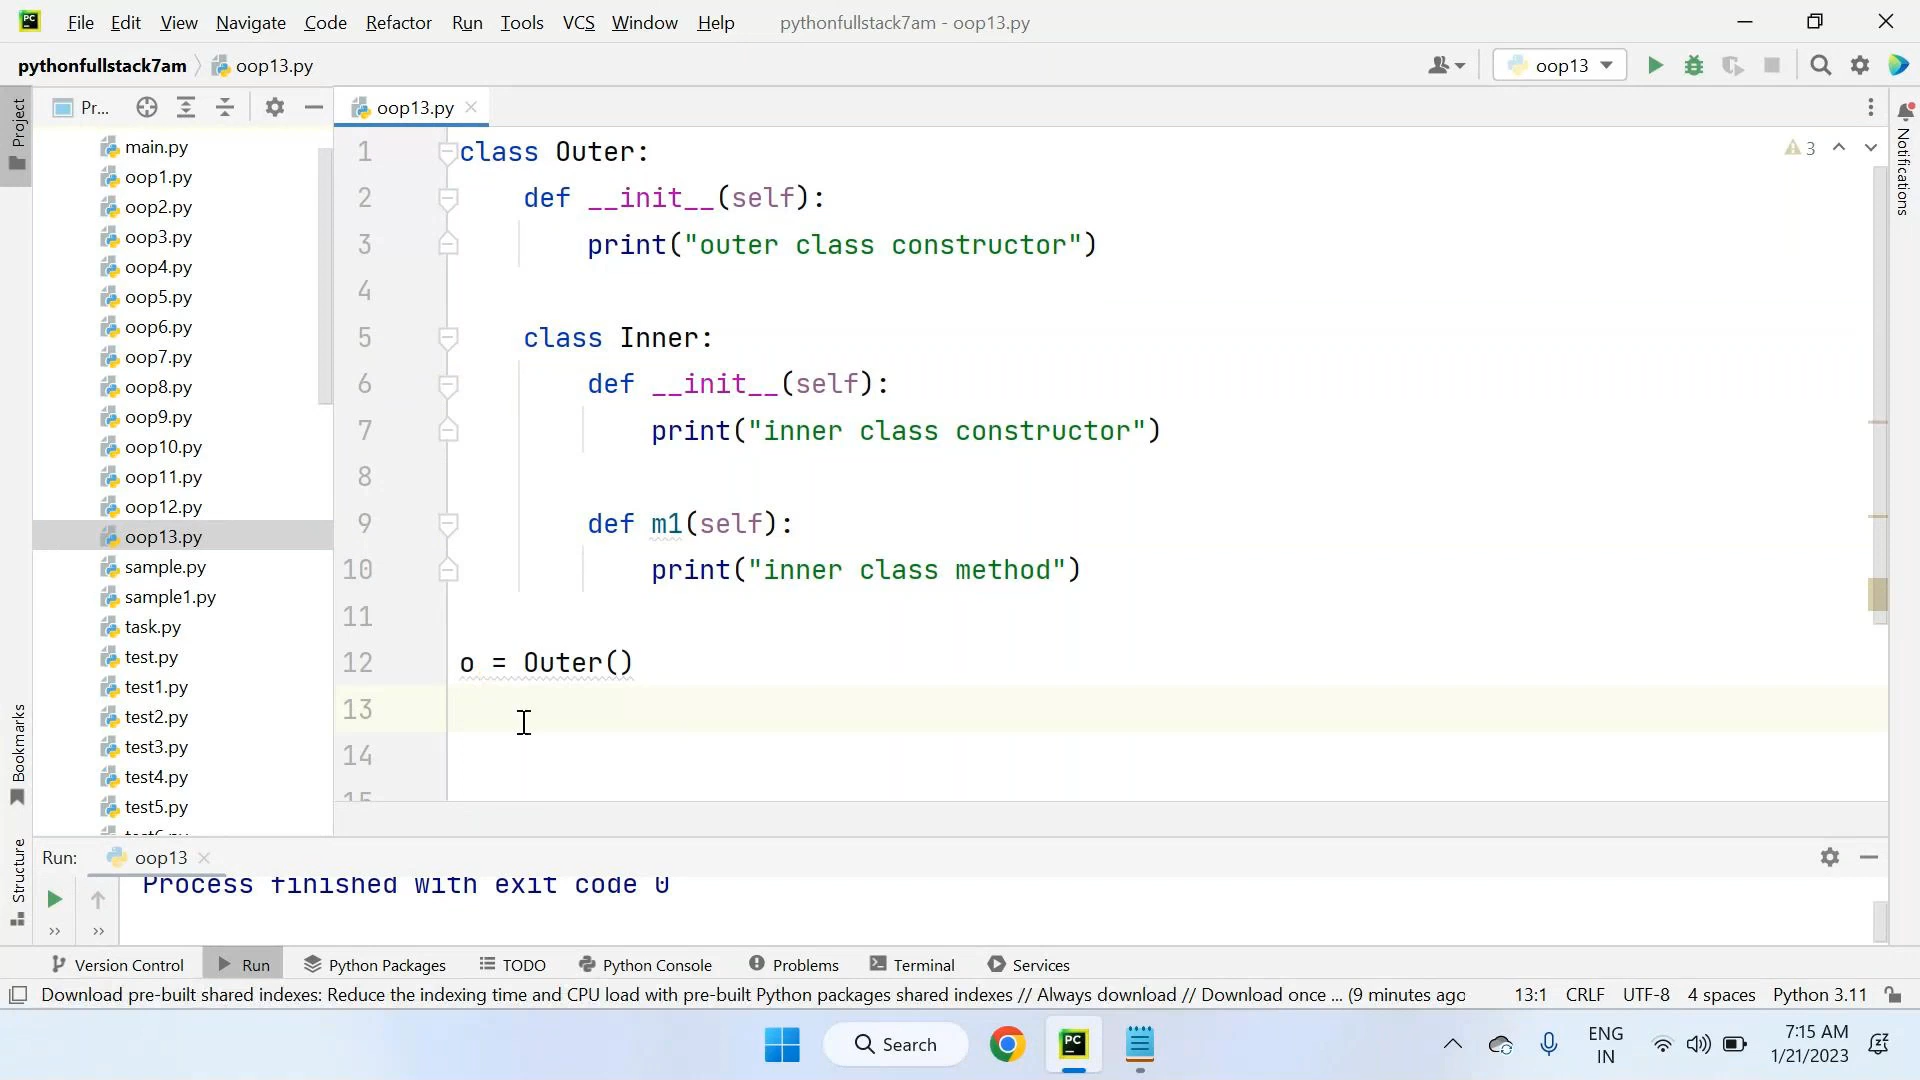 File Edit View Navigate Code Refactor Run Tools VCS Window Help pythonfullstack7am - oop13.py
pythonfullstack7am oop13.py oop13
Project
Pr...
oop13.py
main.py
oop1.py
oop2.py
oop3.py
oop4.py
oop5.py
oop6.py
oop7.py
oop8.py
oop9.py
oop10.py
oop11.py
oop12.py
oop13.py
sample.py
sample1.py
task.py
test.py
test1.py
test2.py
test3.py
test4.py
test5.py
1 class Outer:
2 def __init__(self):
3 print("outer class constructor")
4
5 class Inner:
6 def __init__(self):
7 print("inner class constructor")
8
9 def m1(self):
10 print("inner class method")
11
12 o = Outer()
13
14
15
3
Notifications
Bookmarks
Structure
Run: oop13
Process finished with exit code 0
Version Control Run Python Packages TODO Python Console Problems Terminal Services
Download pre-built shared indexes: Reduce the indexing time and CPU load with pre-built Python packages shared indexes // Always download // Download once ... (9 minutes ago 13:1 CRLF UTF-8 4 spaces Python 3.11
Search
PC
ENG
IN
7:15 AM
1/21/2023